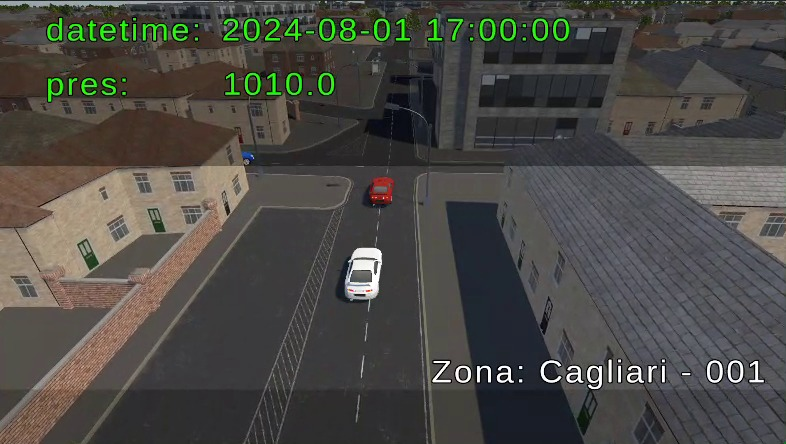 datetime: 2024-08-01 17:00:00
pres: 1010.0
Zona: Cagliari - 001